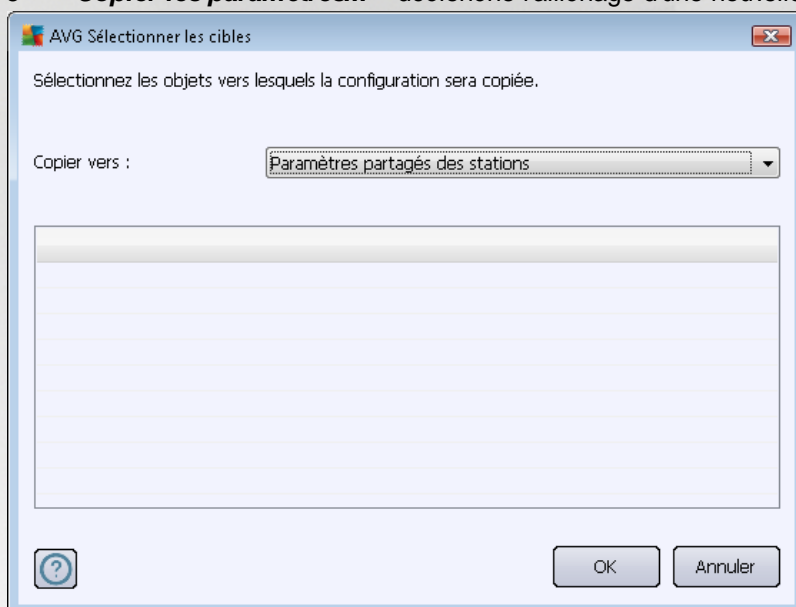 AVG Sélectionner les cibles
Sélectionnez les objets vers lesquels la configuration sera copiée.
Copier vers :
Paramètres partagés des stations
?
OK
Annuler